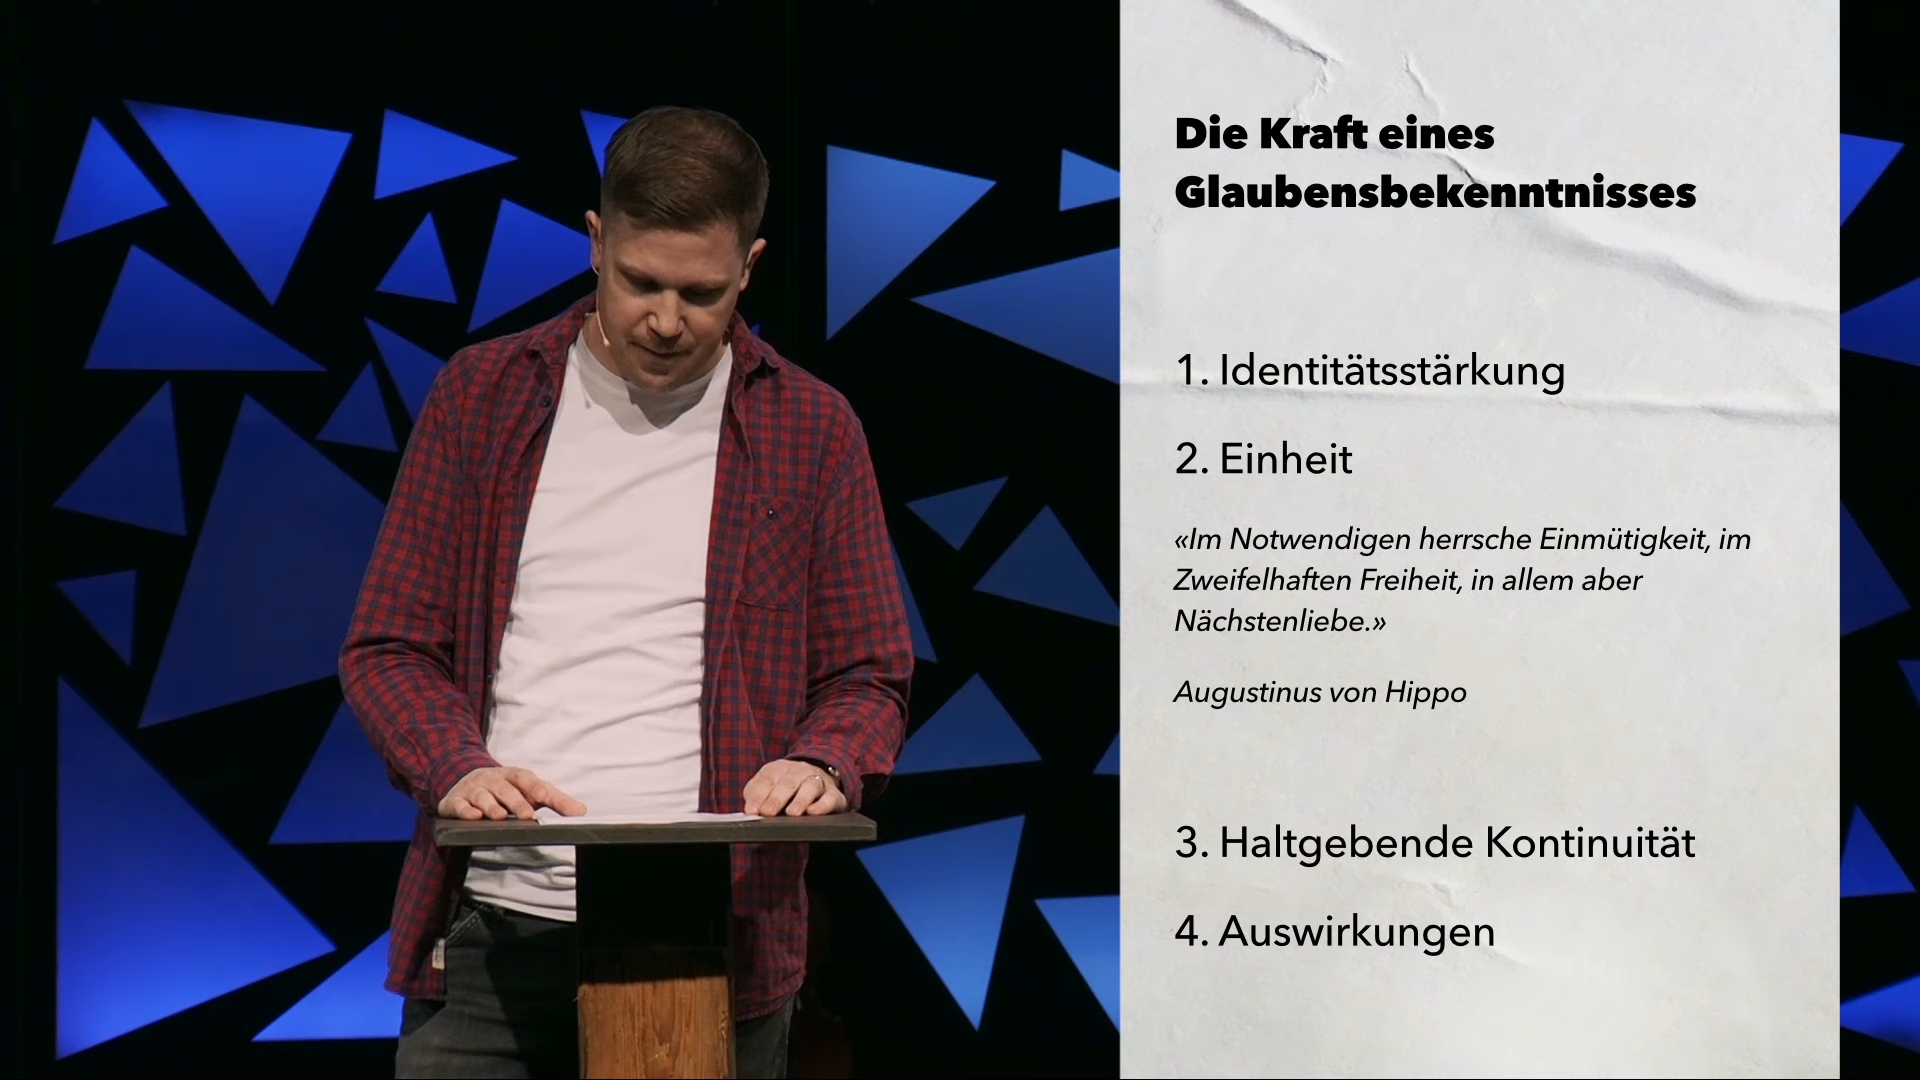 Die Kraft eines
Glaubensbekenntnisses
1. Identitätsstärkung
2. Einheit
«Im Notwendigen herrsche Einmütigkeit, im
Zweifelhaften Freiheit, in allem aber
Nächstenliebe.»
Augustinus von Hippo
3. Haltgebende Kontinuität
4. Auswirkungen